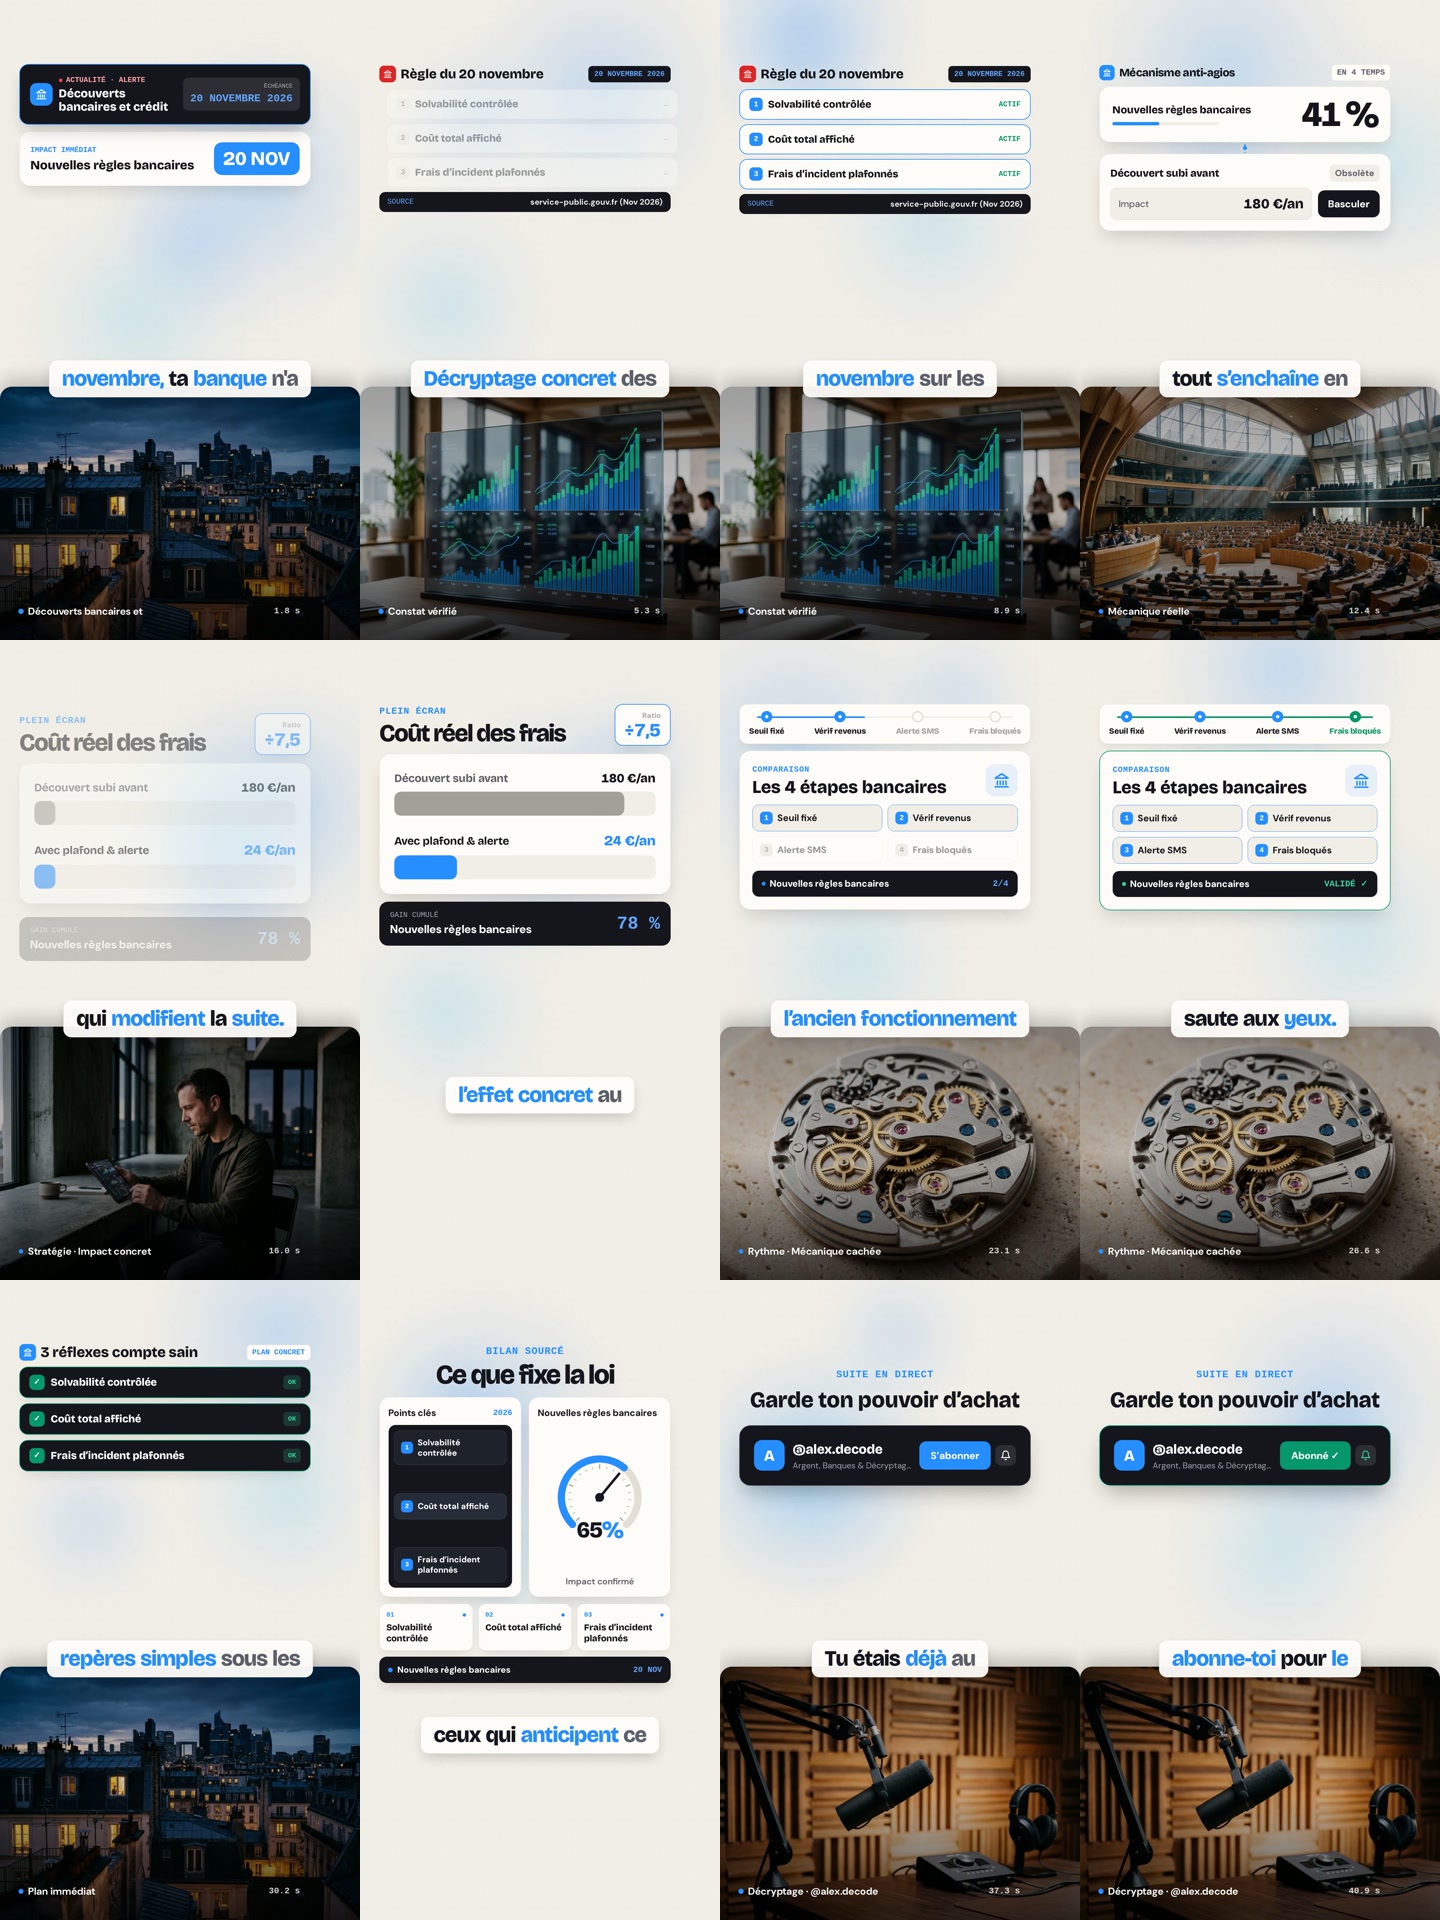 ACTUALITÉ · ALERTE
Découverts
bancaires et crédit
ÉCHÉANCE
20 NOVEMBRE 2026
IMPACT IMMÉDIAT
Nouvelles règles bancaires
20 NOV
novembre, ta banque n'a
Découverts bancaires et
1.8 s
Règle du 20 novembre
20 NOVEMBRE 2026
1 Solvabilité contrôlée
2 Coût total affiché
3 Frais d'incident plafonnés
SOURCE
service-public.gouv.fr (Nov 2026)
Décryptage concret des
Constat vérifié
5.3 s
Règle du 20 novembre
20 NOVEMBRE 2026
1 Solvabilité contrôlée ACTIF
2 Coût total affiché ACTIF
3 Frais d'incident plafonnés ACTIF
SOURCE
service-public.gouv.fr (Nov 2026)
novembre sur les
Constat vérifié
8.9 s
Mécanisme anti-agios
EN 4 TEMPS
Nouvelles règles bancaires
41 %
Découvert subi avant
Obsolète
Impact
180 €/an
Basculer
tout s'enchaîne en
Mécanique réelle
12.4 s
PLEIN ÉCRAN
Coût réel des frais
Ratio
÷7,5
Découvert subi avant
180 €/an
Avec plafond & alerte
24 €/an
GAIN CUMULÉ
Nouvelles règles bancaires
78 %
qui modifient la suite.
Stratégie · Impact concret
16.0 s
PLEIN ÉCRAN
Coût réel des frais
Ratio
÷7,5
Découvert subi avant
180 €/an
Avec plafond & alerte
24 €/an
GAIN CUMULÉ
Nouvelles règles bancaires
78 %
l'effet concret au
Seuil fixé
Vérif revenus
Alerte SMS
Frais bloqués
COMPARAISON
Les 4 étapes bancaires
1 Seuil fixé
2 Vérif revenus
3 Alerte SMS
4 Frais bloqués
Nouvelles règles bancaires
2/4
l'ancien fonctionnement
Rythme · Mécanique cachée
23.1 s
Seuil fixé
Vérif revenus
Alerte SMS
Frais bloqués
COMPARAISON
Les 4 étapes bancaires
1 Seuil fixé
2 Vérif revenus
3 Alerte SMS
4 Frais bloqués
Nouvelles règles bancaires
VALIDÉ ✓
saute aux yeux.
Rythme · Mécanique cachée
26.6 s
3 réflexes compte sain
PLAN CONCRET
✓ Solvabilité contrôlée OK
✓ Coût total affiché OK
✓ Frais d'incident plafonnés OK
repères simples sous les
Plan immédiat
30.2 s
BILAN SOURCÉ
Ce que fixe la loi
Points clés
2026
1 Solvabilité
contrôlée
2 Coût total affiché
3 Frais d'incident
plafonnés
Nouvelles règles bancaires
65%
Impact confirmé
01
Solvabilité
contrôlée
02
Coût total affiché
03
Frais d'incident
plafonnés
Nouvelles règles bancaires
20 NOV
ceux qui anticipent ce
SUITE EN DIRECT
Garde ton pouvoir d'achat
A
@alex.decode
Argent, Banques & Décryptag...
S'abonner
Tu étais déjà au
Décryptage · @alex.decode
37.3 s
SUITE EN DIRECT
Garde ton pouvoir d'achat
A
@alex.decode
Argent, Banques & Décryptag...
Abonné ✓
abonne-toi pour le
Décryptage · @alex.decode
40.9 s